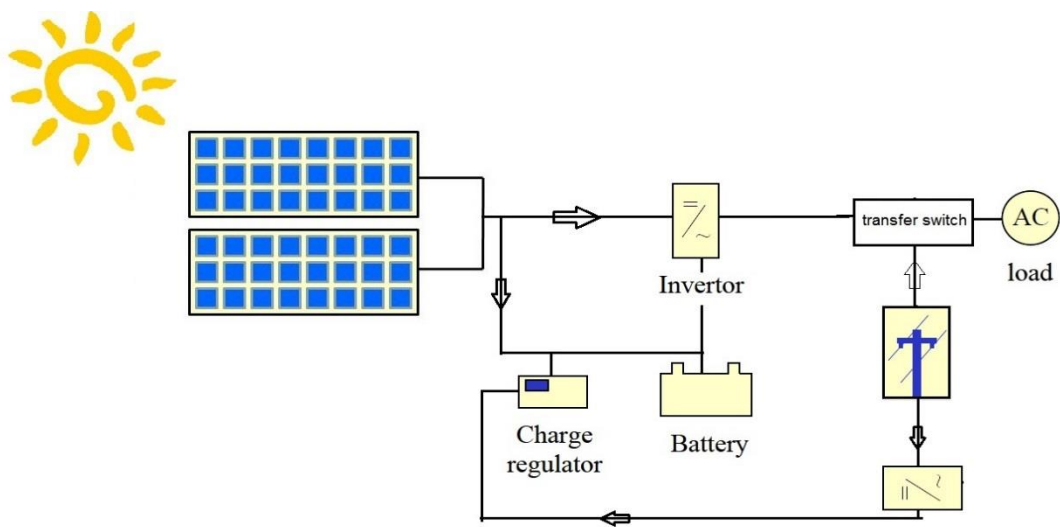 transfer switch
AC
load
Invertor
Charge
regulator
Battery